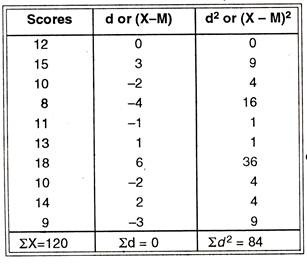 Scores d or (X–M) d² or (X – M)²
12 0 0
15 3 9
10 –2 4
8 –4 16
11 –1 1
13 1 1
18 6 36
10 –2 4
14 2 4
9 –3 9
ΣX=120 Σd = 0 Σd² = 84